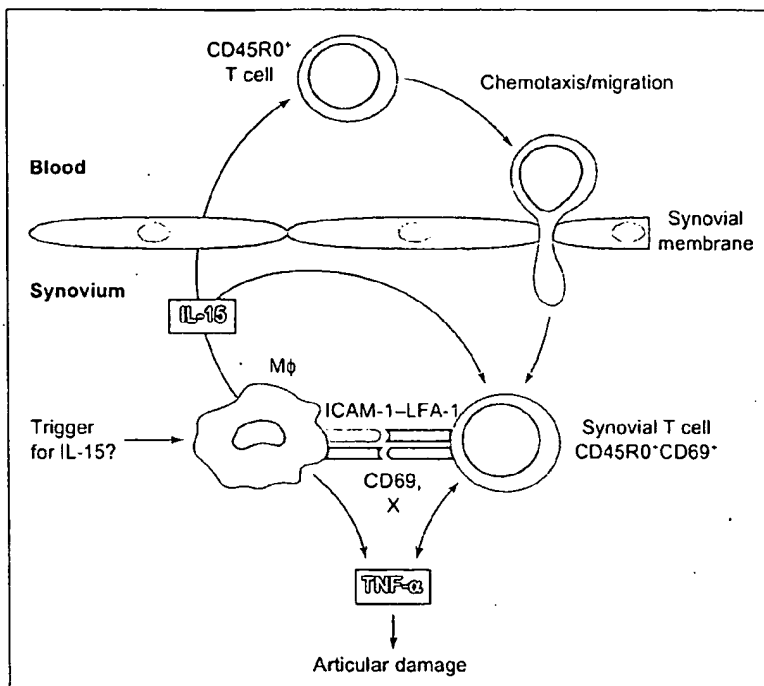 CD45R0⁺
T cell
Chemotaxis/migration
Blood
Synovial
membrane
Synovium
IL-15
Mϕ
ICAM-1–LFA-1
Trigger
for IL-15?
Synovial T cell
CD45R0⁺CD69⁺
CD69,
X
TNF-α
Articular damage